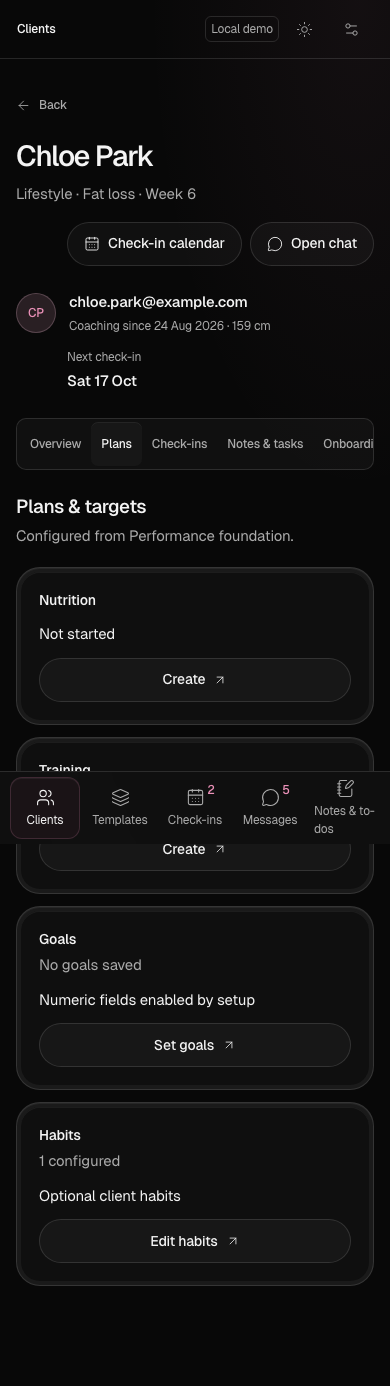 Clients
Local demo
Back
Chloe Park
Lifestyle · Fat loss · Week 6
Check-in calendar
Open chat
CP
chloe.park@example.com
Coaching since 24 Aug 2026 · 159 cm
Next check-in
Sat 17 Oct
Overview Plans Check-ins Notes & tasks Onboardi
Plans & targets
Configured from Performance foundation.
Nutrition
Not started
Create
Training
2 5
Clients Templates Check-ins Messages Notes & to-
dos
Create
Goals
No goals saved
Numeric fields enabled by setup
Set goals
Habits
1 configured
Optional client habits
Edit habits